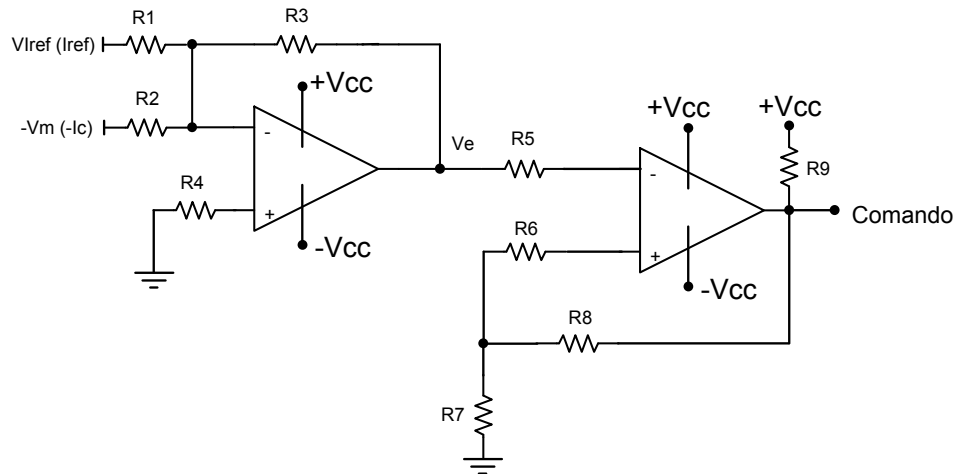 R1
R3
VIref (Iref)
R2
+Vcc
-Vm (-Ic)
-
+
R4
-Vcc
Ve
R5
+Vcc
+Vcc
R9
-
+
R6
Comando
-Vcc
R8
R7